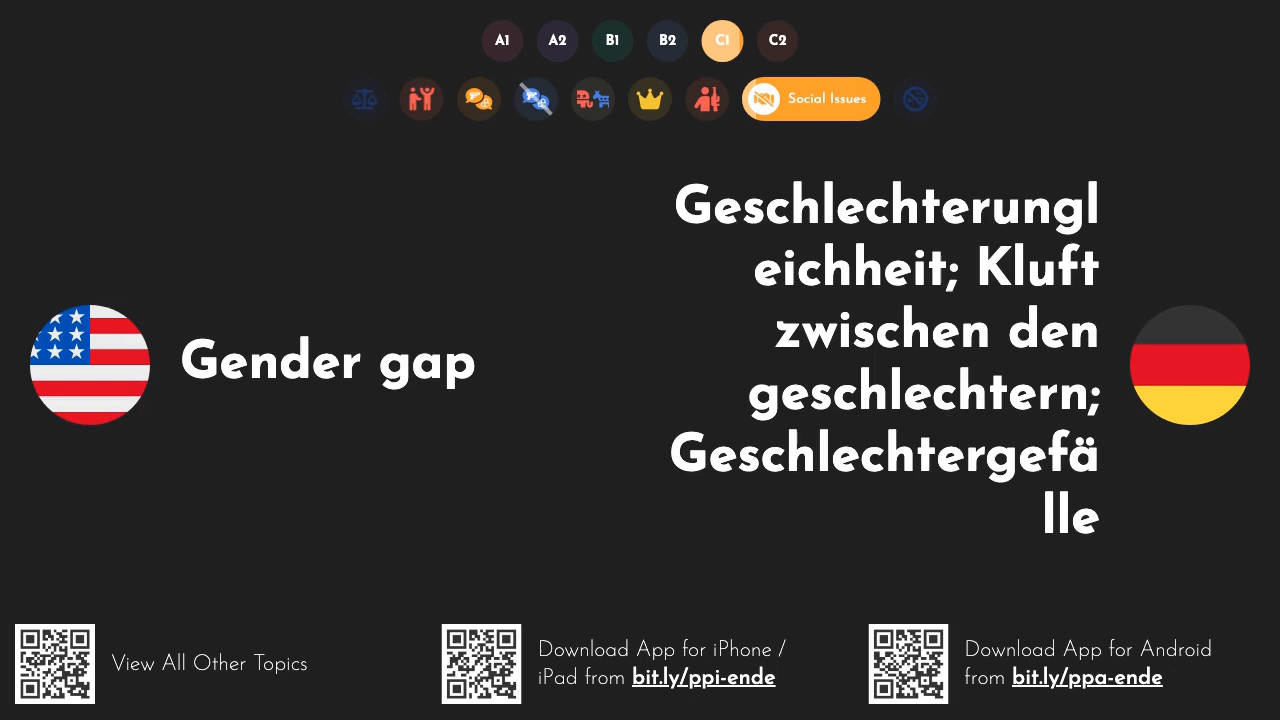 A1 A2 B1 B2 C1 C2
Social Issues
Gender gap
Geschlechterungl
eichheit; Kluft
zwischen den
geschlechtern;
Geschlechtergefä
lle
View All Other Topics
Download App for iPhone /
iPad from bit.ly/ppi-ende
Download App for Android
from bit.ly/ppa-ende